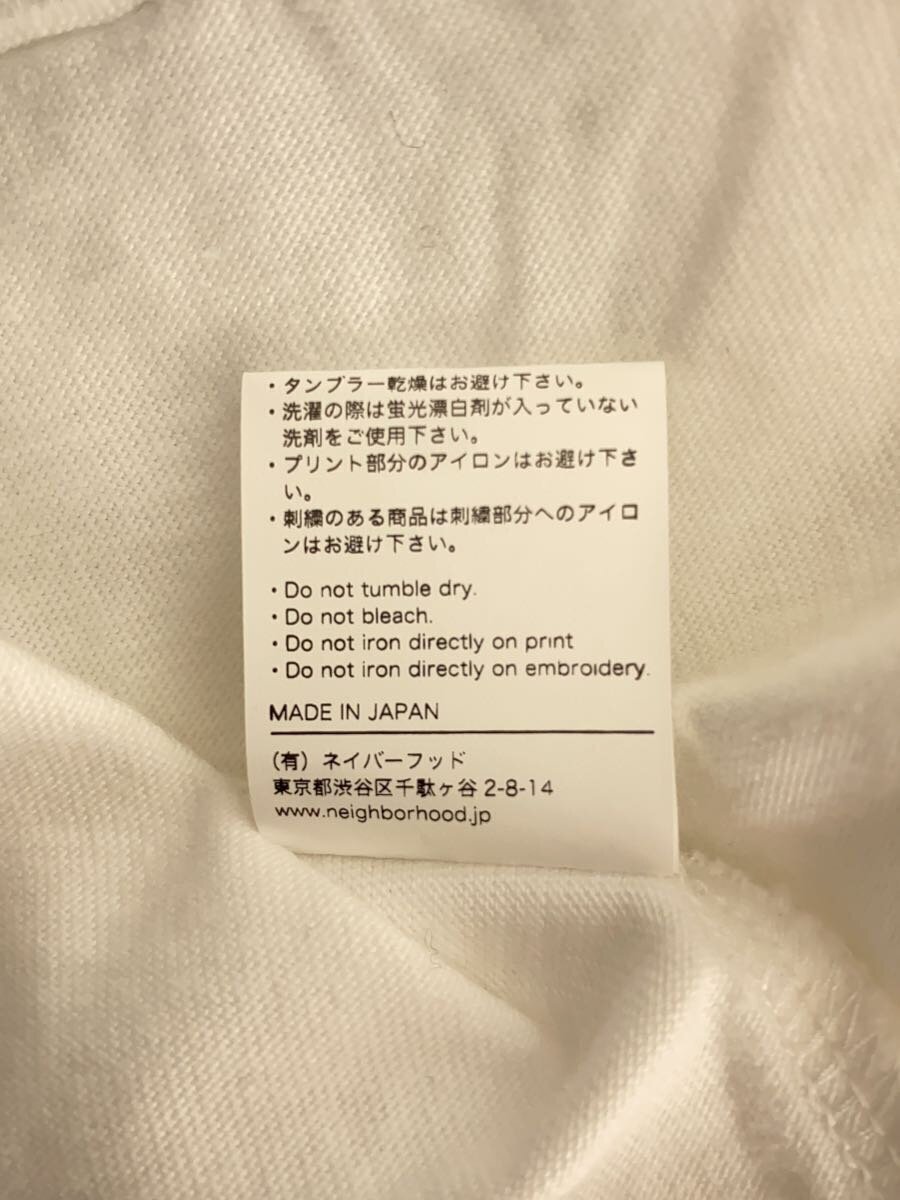 ・タンブラー乾燥はお避け下さい。
・洗濯の際は蛍光漂白剤が入っていない
洗剤をご使用下さい。
・プリント部分のアイロンはお避け下さ
い。
・刺繍のある商品は刺繍部分へのアイロ
ンはお避け下さい。
・Do not tumble dry.
・Do not bleach.
・Do not iron directly on print
・Do not iron directly on embroidery.
MADE IN JAPAN
(有) ネイバーフッド
東京都渋谷区千駄ヶ谷 2-8-14
www.neighborhood.jp